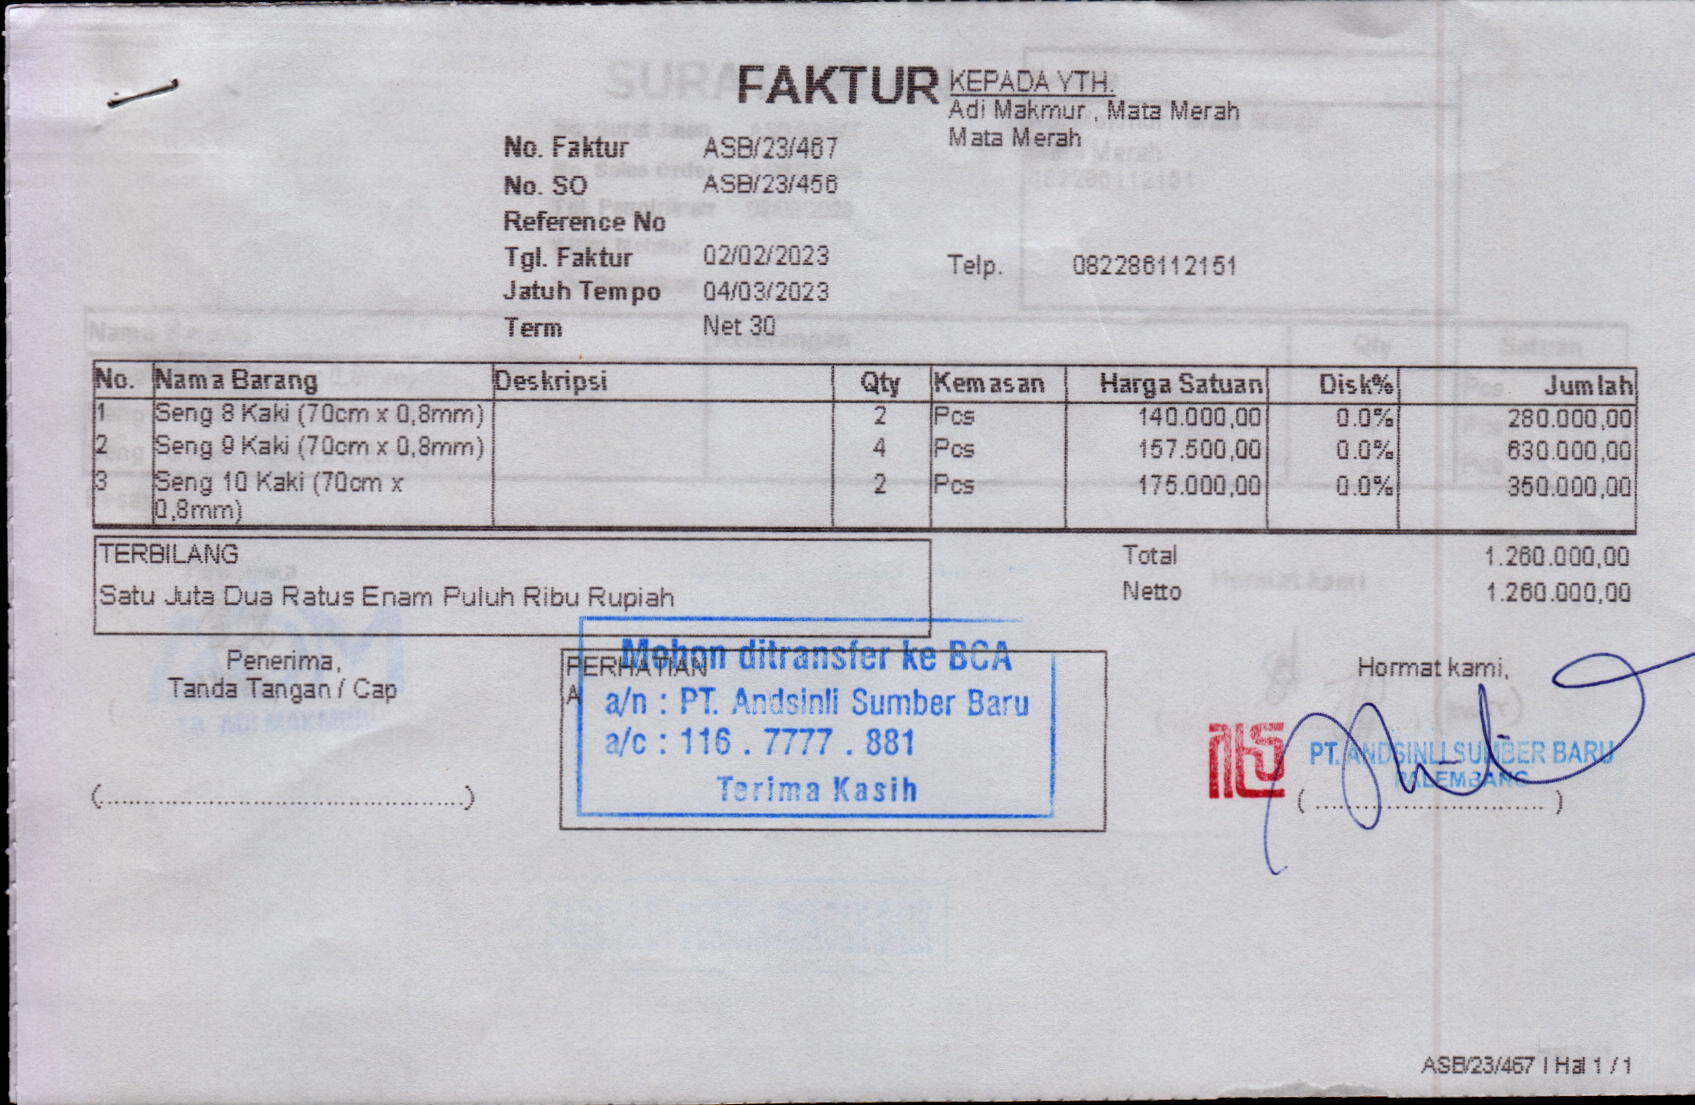 FAKTUR
KEPADA YTH.
Adi Makmur , Mata Merah
Mata Merah
No. Faktur ASB/23/467
No. SO ASB/23/456
Reference No
Tgl. Faktur 02/02/2023
Telp. 082286112151
Jatuh Tempo 04/03/2023
Term Net 30
No. Nama Barang Deskripsi Qty Kemasan Harga Satuan Disk% Jumlah
1 Seng 8 Kaki (70cm x 0,8mm) 2 Pcs 140.000,00 0.0% 280.000,00
2 Seng 9 Kaki (70cm x 0,8mm) 4 Pcs 157.500,00 0.0% 630.000,00
3 Seng 10 Kaki (70cm x 2 Pcs 175.000,00 0.0% 350.000,00
0,8mm)
TERBILANG
Satu Juta Dua Ratus Enam Puluh Ribu Rupiah
Total 1.260.000,00
Netto 1.260.000,00
Penerima,
Tanda Tangan / Cap
(..........................................)
PERHATIAN
A
Mohon ditransfer ke BCA
a/n : PT. Andsinli Sumber Baru
a/c : 116 . 7777 . 881
Terima Kasih
Hormat kami,
PT. ANDSINLI SUMBER BARU
PALEMBANG
( ............................ )
ASB/23/467 | Hal 1 / 1